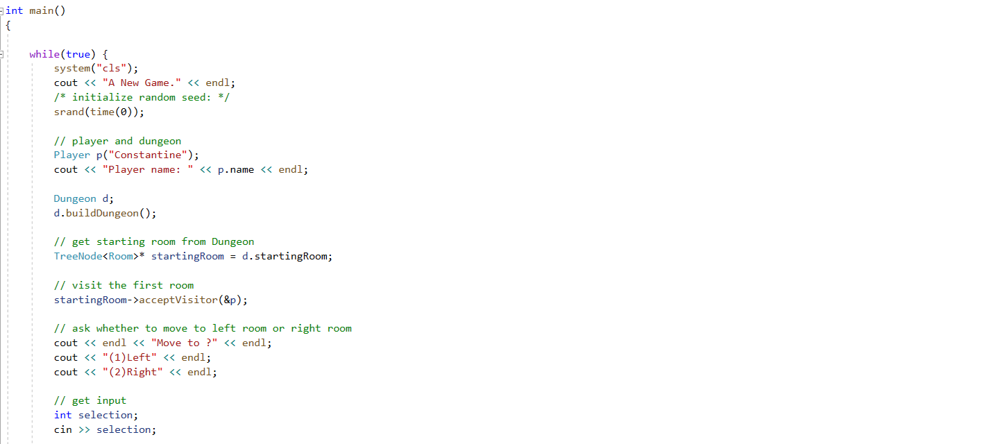 int main()
{
while(true) {
system("cls");
cout << "A New Game." << endl;
/* initialize random seed: */
srand(time(0));
// player and dungeon
Player p("Constantine");
cout << "Player name: " << p.name << endl;
Dungeon d;
d.buildDungeon();
// get starting room from Dungeon
TreeNode<Room>* startingRoom = d.startingRoom;
// visit the first room
startingRoom->acceptVisitor(&p);
// ask whether to move to left room or right room
cout << endl << "Move to ?" << endl;
cout << "(1)Left" << endl;
cout << "(2)Right" << endl;
// get input
int selection;
cin >> selection;